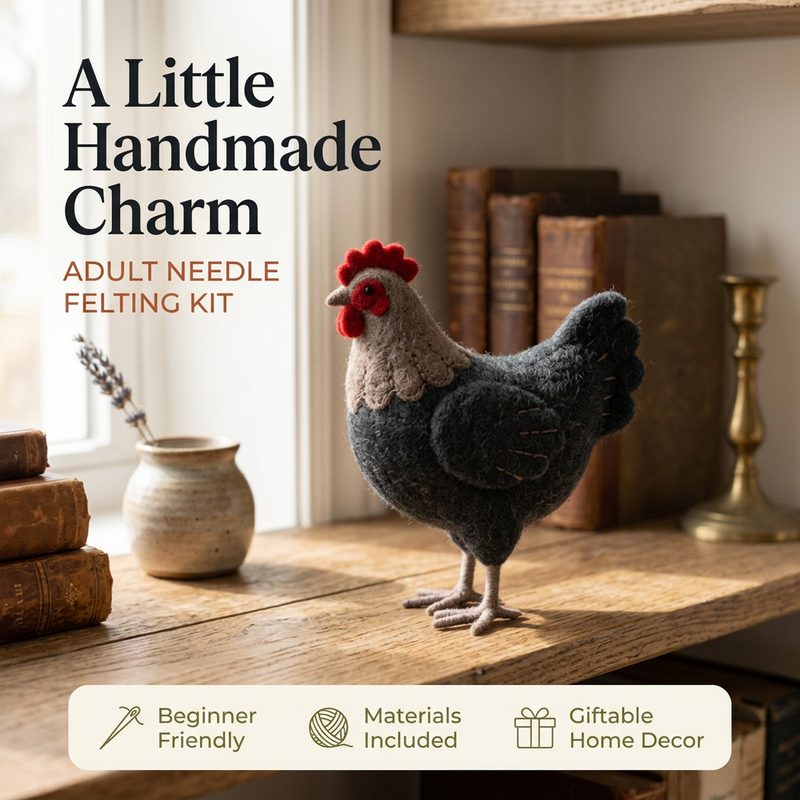 A Little
Handmade
Charm
ADULT NEEDLE
FELTING KIT
Beginner
Friendly
Materials
Included
Giftable
Home Decor